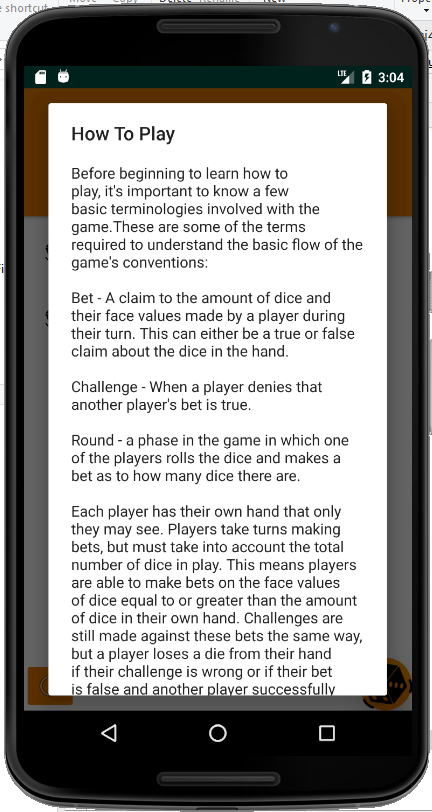 e shortcut
Move Copy Delete Rename New
LTE 3:04
How To Play
Before beginning to learn how to
play, it's important to know a few
basic terminologies involved with the
game.These are some of the terms
required to understand the basic flow of the
game's conventions:
Bet - A claim to the amount of dice and
their face values made by a player during
their turn. This can either be a true or false
claim about the dice in the hand.
Challenge - When a player denies that
another player's bet is true.
Round - a phase in the game in which one
of the players rolls the dice and makes a
bet as to how many dice there are.
Each player has their own hand that only
they may see. Players take turns making
bets, but must take into account the total
number of dice in play. This means players
are able to make bets on the face values
of dice equal to or greater than the amount
of dice in their own hand. Challenges are
still made against these bets the same way,
but a player loses a die from their hand
if their challenge is wrong or if their bet
is false and another player successfully